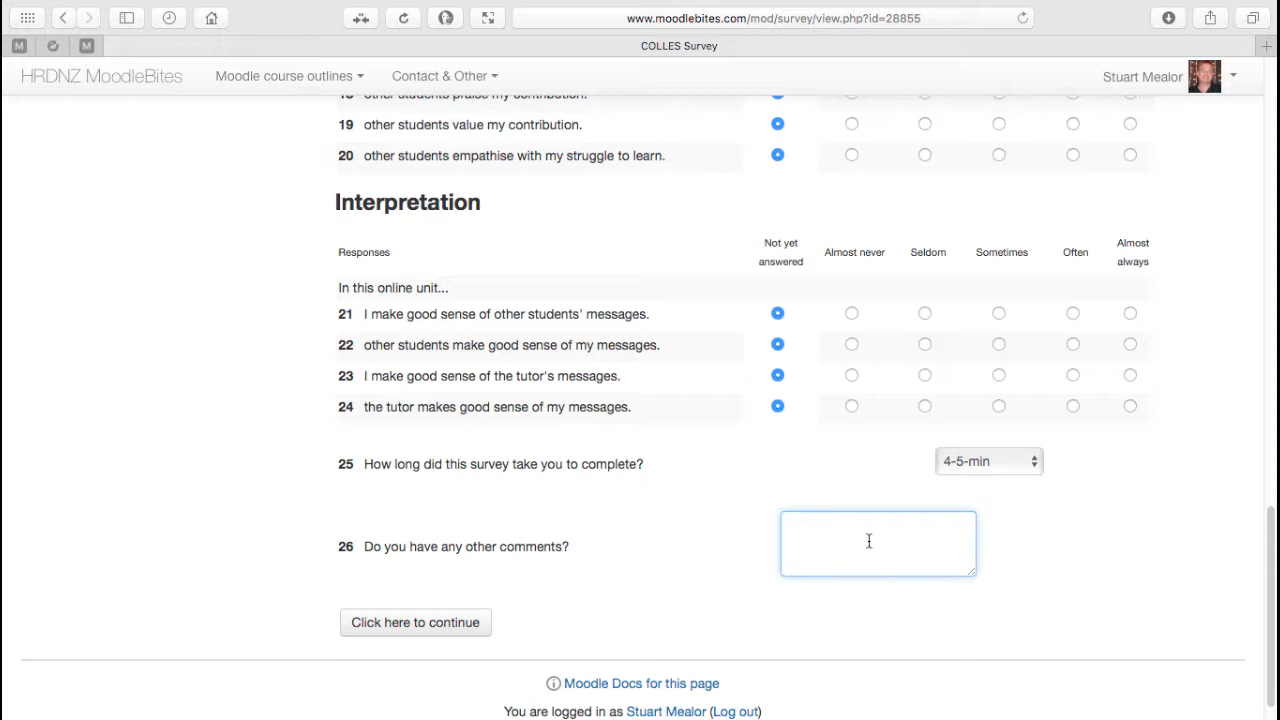 www.moodlebites.com/mod/survey/view.php?id=28855
M M COLLES Survey
HRDNZ MoodleBites Moodle course outlines Contact & Other Stuart Mealor
18 other students praise my contribution.
19 other students value my contribution.
20 other students empathise with my struggle to learn.
Interpretation
Responses Not yet answered Almost never Seldom Sometimes Often Almost always
In this online unit...
21 I make good sense of other students' messages.
22 other students make good sense of my messages.
23 I make good sense of the tutor's messages.
24 the tutor makes good sense of my messages.
25 How long did this survey take you to complete? 4-5-min
26 Do you have any other comments?
Click here to continue
Moodle Docs for this page
You are logged in as Stuart Mealor (Log out)